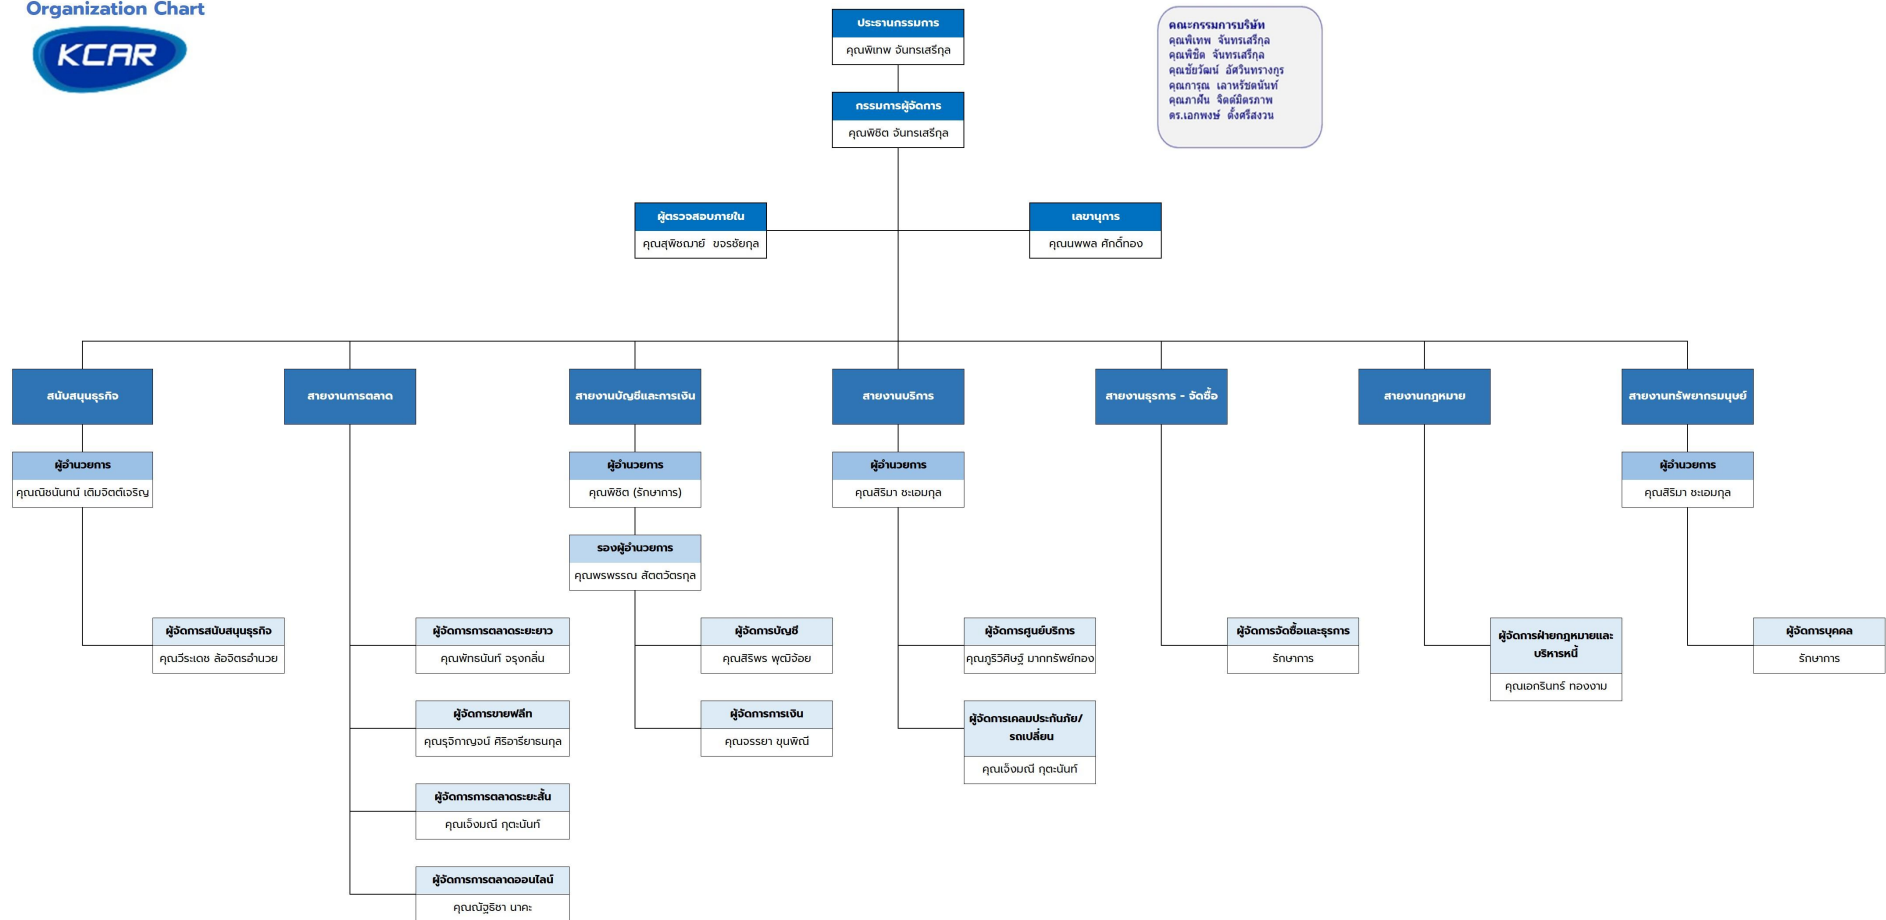 Organization Chart
KCAR
ประธานกรรมการ
คุณพิเทพ จันทรเสรีกุล
กรรมการผู้จัดการ
คุณพิชิต จันทรเสรีกุล
คณะกรรมการบริษัท
คุณพิเทพ จันทรเสรีกุล
คุณพิชิต จันทรเสรีกุล
คุณชัยวัฒน์ อัศวินทรางกูร
คุณการุณ เลาหรัชตนันท์
คุณภาฝัน จิตต์มิตรภาพ
ดร.เอกพงษ์ ตั้งศรีสงวน
ผู้ตรวจสอบภายใน
คุณสุพิชฌาย์ ขจรชัยกุล
เลขานุการ
คุณนพพล ศักดิ์ทอง
สนับสนุนธุรกิจ
สายงานการตลาด
สายงานบัญชีและการเงิน
สายงานบริการ
สายงานธุรการ - จัดซื้อ
สายงานกฎหมาย
สายงานทรัพยากรมนุษย์
ผู้อำนวยการ
คุณณิชนันทน์ เติมจิตต์เจริญ
ผู้อำนวยการ
คุณพิชิต (รักษาการ)
ผู้อำนวยการ
คุณสิริมา ชะเอมกุล
ผู้อำนวยการ
คุณสิริมา ชะเอมกุล
รองผู้อำนวยการ
คุณพรพรรณ สัตตวัตรกุล
ผู้จัดการสนับสนุนธุรกิจ
คุณวีระเดช ล้อจิตรอำนวย
ผู้จัดการการตลาดระยะยาว
คุณพัทธนันท์ จรุงกลิ่น
ผู้จัดการบัญชี
คุณสิริพร พุฒิจ้อย
ผู้จัดการศูนย์บริการ
คุณภูริวิศิษฐ์ มากทรัพย์ทอง
ผู้จัดการจัดซื้อและธุรการ
รักษาการ
ผู้จัดการฝ่ายกฎหมายและ
บริหารหนี้
คุณเอกรินทร์ ทองงาม
ผู้จัดการบุคคล
รักษาการ
ผู้จัดการขายฟลีท
คุณรุจิกาญจน์ ศิริอารียาธนกุล
ผู้จัดการการเงิน
คุณจรรยา ขุนพิณี
ผู้จัดการเคลมประกันภัย/
รถเปลี่ยน
คุณเจ็งมณี กุตะนันท์
ผู้จัดการการตลาดระยะสั้น
คุณเจ็งมณี กุตะนันท์
ผู้จัดการการตลาดออนไลน์
คุณณัฐธิชา นาคะ